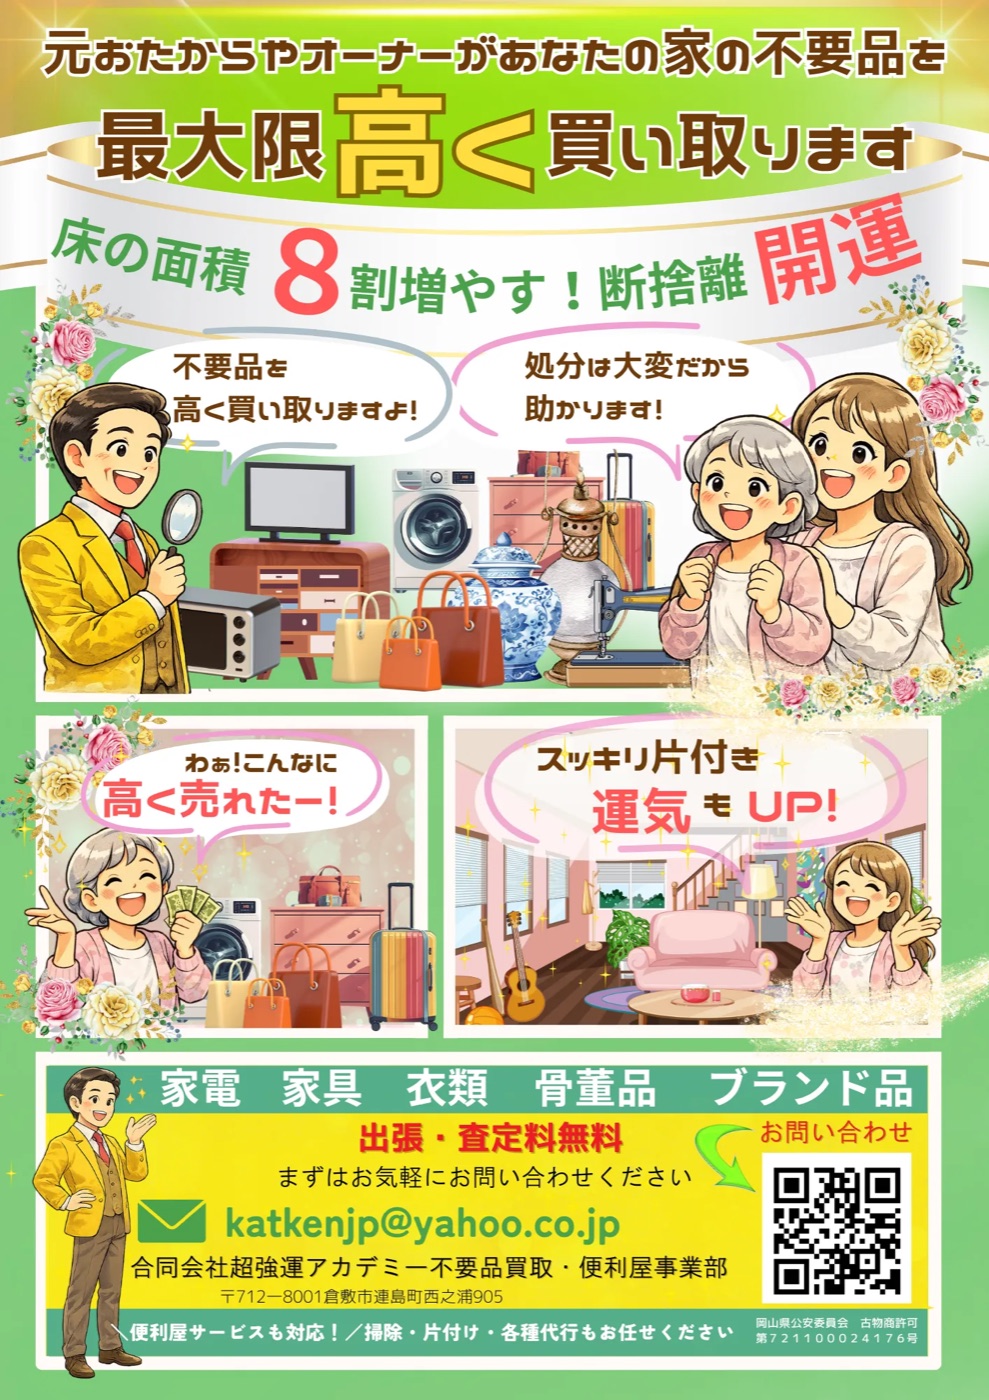 元おたからやオーナーがあなたの家の不要品を
最大限高く買い取ります
床の面積8割増やす！断捨離開運
不要品を
高く買い取りますよ!
処分は大変だから
助かります!
わぁ!こんなに
高く売れたー!
スッキリ片付き
運気もUP!
家電 家具 衣類 骨董品 ブランド品
出張・査定料無料
お問い合わせ
まずはお気軽にお問い合わせください
katkenjp@yahoo.co.jp
合同会社超強運アカデミー不要品買取・便利屋事業部
〒712ー8001倉敷市連島町西之浦905
＼便利屋サービスも対応！／掃除・片付け・各種代行もお任せください
岡山県公安委員会 古物商許可
第721100024176号